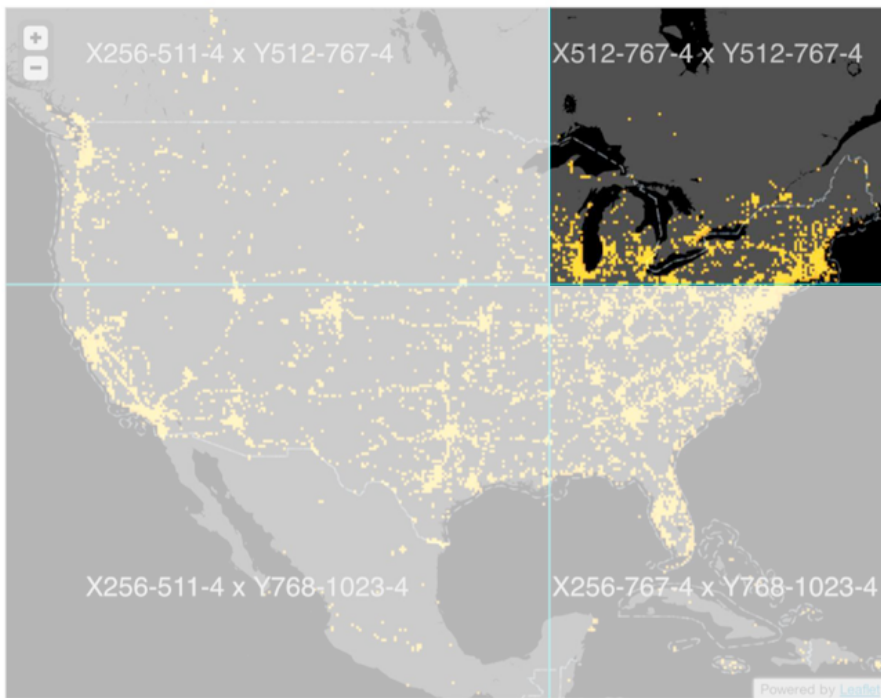 +
X256-511-4 x Y512-767-4
X512-767-4 x Y512-767-4
−
X256-511-4 x Y768-1023-4
X256-767-4 x Y768-1023-4
Powered by Leaflet